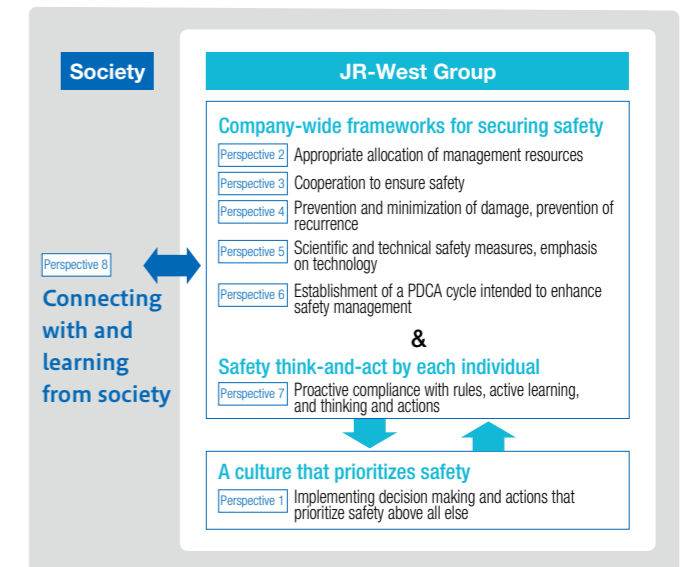 Society
JR-West Group
Company-wide frameworks for securing safety
Perspective 2 Appropriate allocation of management resources
Perspective 3 Cooperation to ensure safety
Perspective 4 Prevention and minimization of damage, prevention of
recurrence
Perspective 5 Scientific and technical safety measures, emphasis
on technology
Perspective 6 Establishment of a PDCA cycle intended to enhance
safety management
&
Safety think-and-act by each individual
Perspective 7 Proactive compliance with rules, active learning,
and thinking and actions
Perspective 8
Connecting
with and
learning
from society
A culture that prioritizes safety
Perspective 1 Implementing decision making and actions that
prioritize safety above all else